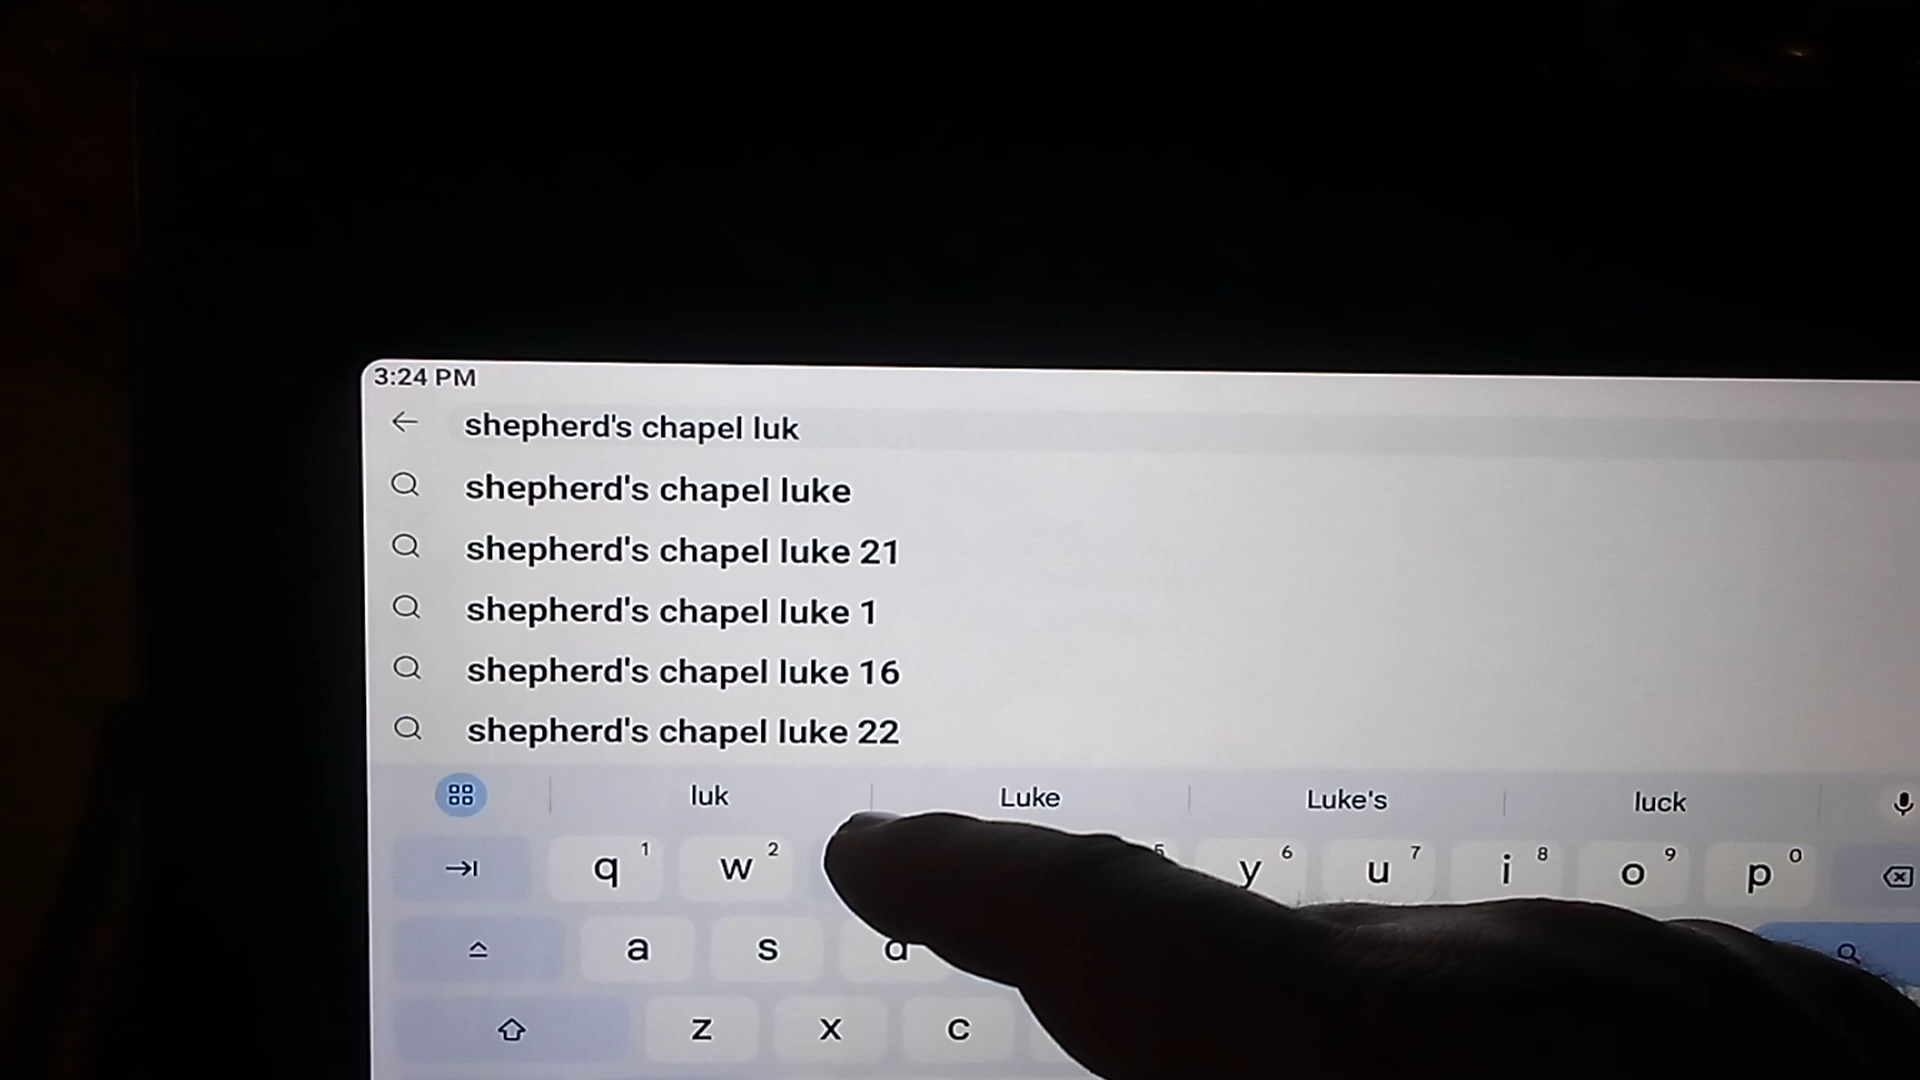 3:24 PM
shepherd's chapel luk
shepherd's chapel luke
shepherd's chapel luke 21
shepherd's chapel luke 1
shepherd's chapel luke 16
shepherd's chapel luke 22
luk Luke Luke's luck
q 1 w 2 5 y 6 u 7 i 8 o 9 p 0
a s d
z x c